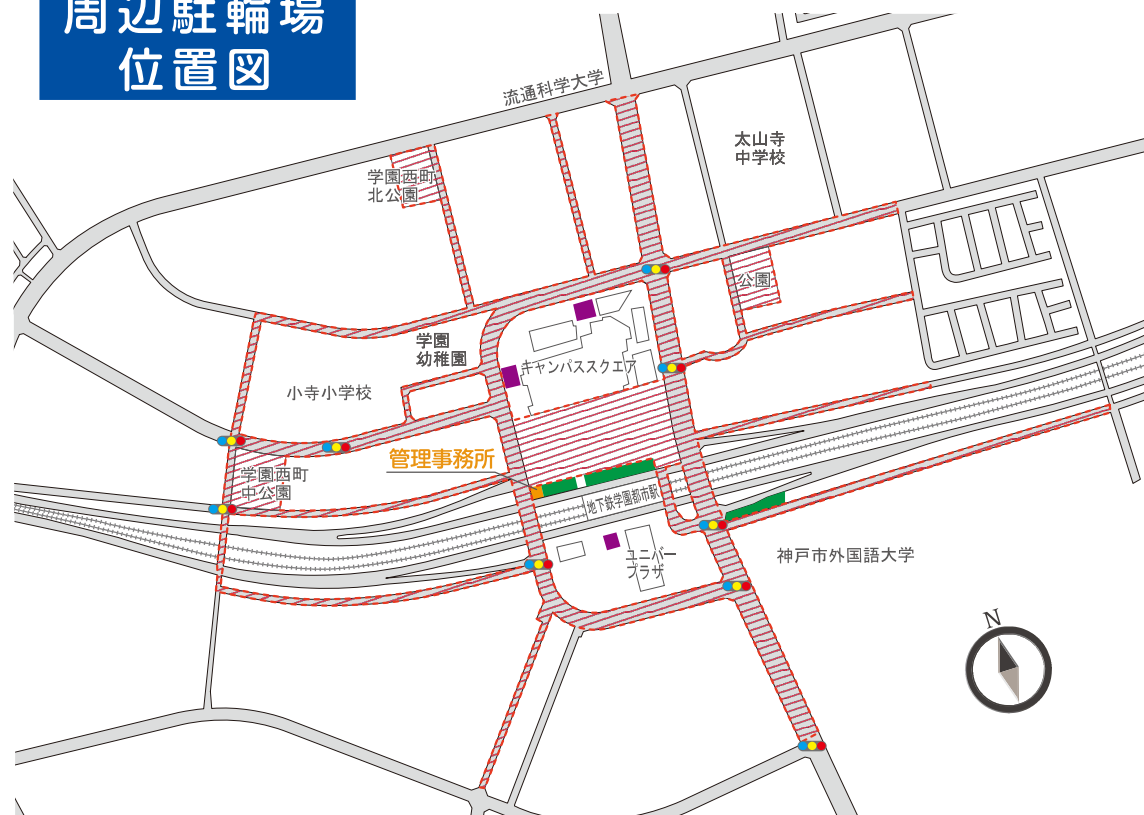 周辺駐輪場
位置図
流通科学大学
太山寺
中学校
学園西町
北公園
公園
学園
幼稚園
キャンパススクエア
小寺小学校
管理事務所
学園西町
中公園
地下鉄学園都市駅
ユニバー
プラザ
神戸市外国語大学
N